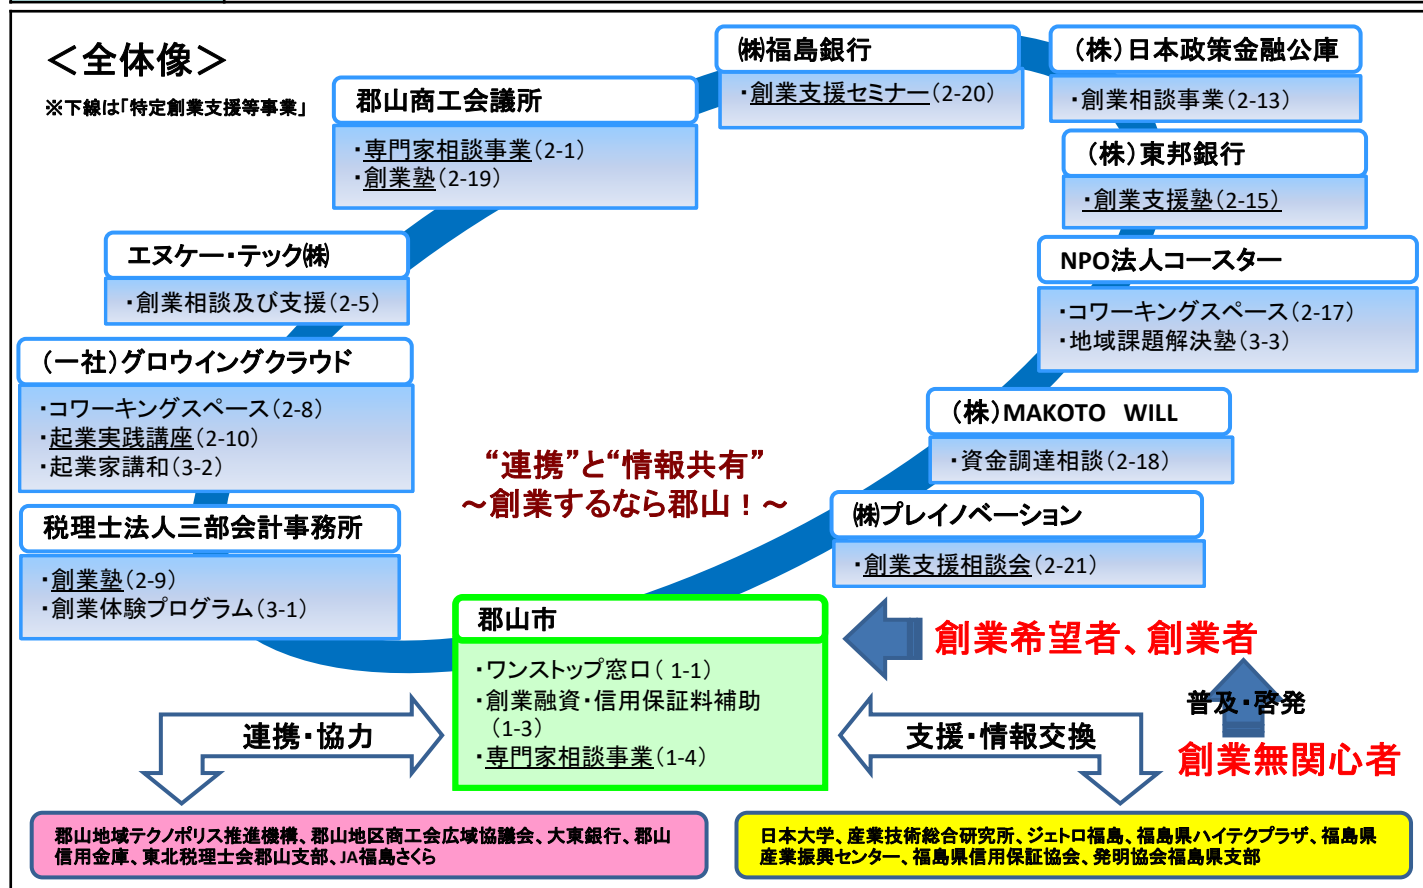 ＜全体像＞
※下線は「特定創業支援等事業」
郡山商工会議所
・専門家相談事業（2-1）
・創業塾（2-19）
㈱福島銀行
・創業支援セミナー（2-20）
（株）日本政策金融公庫
・創業相談事業（2-13）
（株）東邦銀行
・創業支援塾（2-15）
NPO法人コースター
・コワーキングスペース（2-17）
・地域課題解決塾（3-3）
エヌケー・テック㈱
・創業相談及び支援（2-5）
（一社）グロウイングクラウド
・コワーキングスペース（2-8）
・起業実践講座（2-10）
・起業家講和（3-2）
（株）MAKOTO　WILL
・資金調達相談（2-18）
“連携”と“情報共有”
～創業するなら郡山！～
税理士法人三部会計事務所
・創業塾（2-9）
・創業体験プログラム（3-1）
㈱プレイノベーション
・創業支援相談会（2-21）
郡山市
・ワンストップ窓口（ 1-1）
・創業融資・信用保証料補助
（1-3）
・専門家相談事業（1-4）
創業希望者、創業者
普及・啓発
創業無関心者
連携・協力
支援・情報交換
郡山地域テクノポリス推進機構、郡山地区商工会広域協議会、大東銀行、郡山
信用金庫、東北税理士会郡山支部、JA福島さくら
日本大学、産業技術総合研究所、ジェトロ福島、福島県ハイテクプラザ、福島県
産業振興センター、福島県信用保証協会、発明協会福島県支部